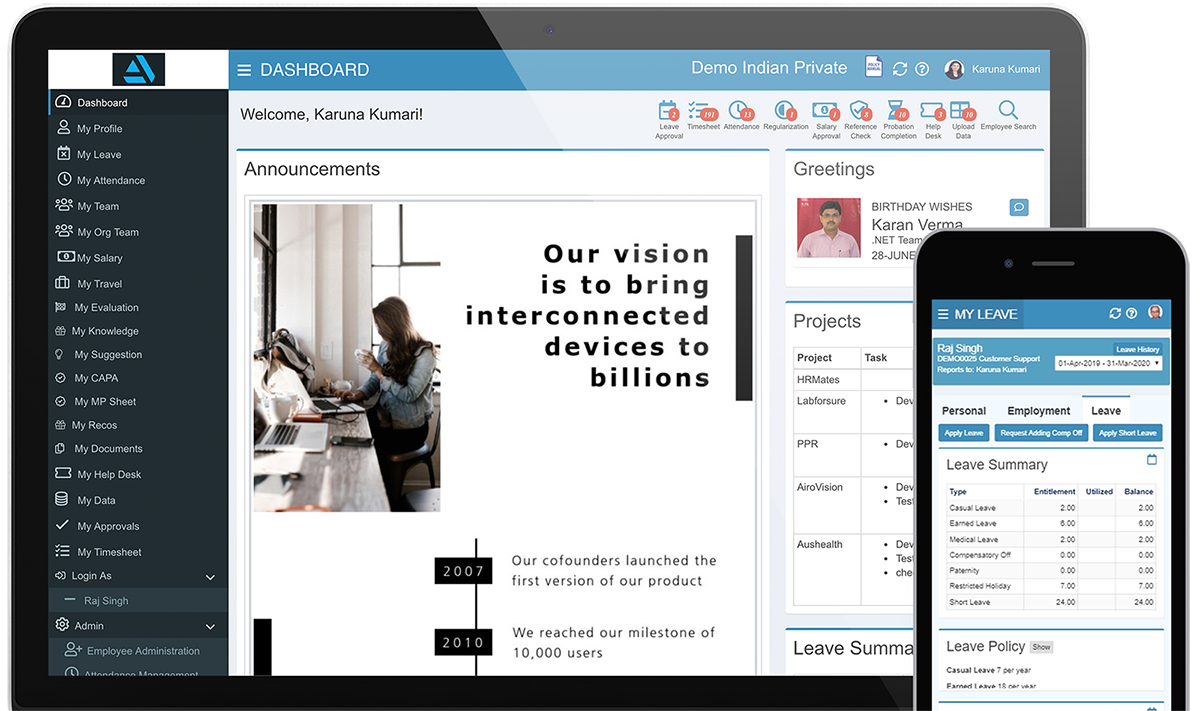 DASHBOARD
Demo Indian Private
POLICY MANUAL
Karuna Kumari
Dashboard
My Profile
My Leave
My Attendance
My Team
My Org Team
My Salary
My Travel
My Evaluation
My Knowledge
My Suggestion
My CAPA
My MP Sheet
My Recos
My Documents
My Help Desk
My Data
My Approvals
My Timesheet
Login As
Raj Singh
Admin
Employee Administration
Attendance Management
Welcome, Karuna Kumari!
2
Leave Approval
191
Timesheet
13
Attendance
1
Regularization
1
Salary Approval
8
Reference Check
10
Probation Completion
3
Help Desk
10
Upload Data
Employee Search
Announcements
Our vision
is to bring
interconnected
devices to
billions
2007
Our cofounders launched the
first version of our product
2010
We reached our milestone of
10,000 users
Greetings
BIRTHDAY WISHES
Karan Verma
.NET Team
28-JUNE
Projects
Project Task
HRMates
Labforsure
• Dev
PPR
• Dev
AiroVision
• Dev
• Test
Aushealth
• Dev
• Test
• che
Leave Summa
MY LEAVE
Raj Singh
DEMO0025 Customer Support
Reports to: Karuna Kumari
Leave History
01-Apr-2019 - 31-Mar-2020
Personal Employment Leave
Apply Leave Request Adding Comp Off Apply Short Leave
Leave Summary
Type Entitlement Utilized Balance
Casual Leave 2.00 2.00
Earned Leave 6.00 6.00
Medical Leave 2.00 2.00
Compensatory Off 0.00 0.00
Paternity 0.00 0.00
Restricted Holiday 7.00 7.00
Short Leave 24.00 24.00
Leave Policy Show
Casual Leave 7 per year
Earned Leave 18 per year